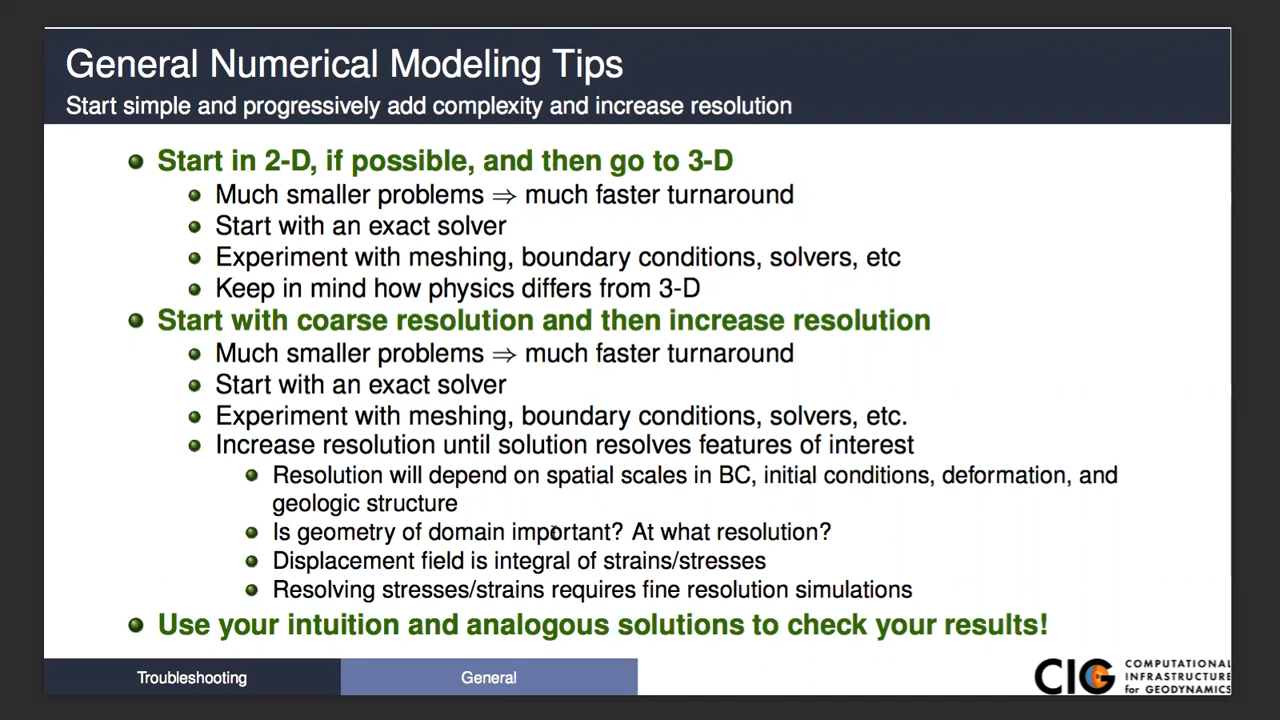 General Numerical Modeling Tips
Start simple and progressively add complexity and increase resolution
Start in 2-D, if possible, and then go to 3-D
Much smaller problems ⇒ much faster turnaround
Start with an exact solver
Experiment with meshing, boundary conditions, solvers, etc
Keep in mind how physics differs from 3-D
Start with coarse resolution and then increase resolution
Much smaller problems ⇒ much faster turnaround
Start with an exact solver
Experiment with meshing, boundary conditions, solvers, etc.
Increase resolution until solution resolves features of interest
Resolution will depend on spatial scales in BC, initial conditions, deformation, and
geologic structure
Is geometry of domain important? At what resolution?
Displacement field is integral of strains/stresses
Resolving stresses/strains requires fine resolution simulations
Use your intuition and analogous solutions to check your results!
Troubleshooting
General
CIG
COMPUTATIONAL
INFRASTRUCTURE
for GEODYNAMICS